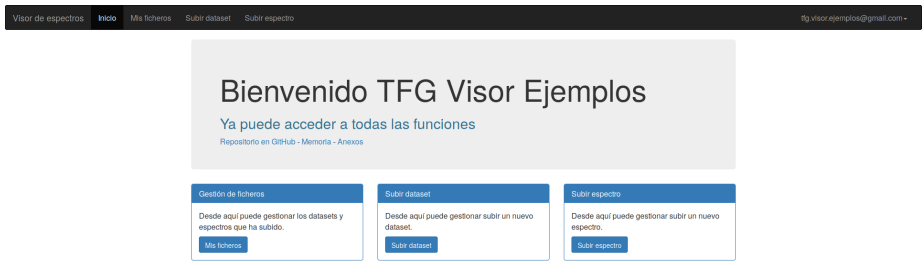 Visor de espectros Inicio Mis ficheros Subir dataset Subir espectro tfg.visor.ejemplos@gmail.com
Bienvenido TFG Visor Ejemplos
Ya puede acceder a todas las funciones
Repositorio en GitHub - Memoria - Anexos
Gestión de ficheros
Desde aquí puede gestionar los datasets y
espectros que ha subido.
Mis ficheros
Subir dataset
Desde aquí puede gestionar subir un nuevo
dataset.
Subir dataset
Subir espectro
Desde aquí puede gestionar subir un nuevo
espectro.
Subir espectro